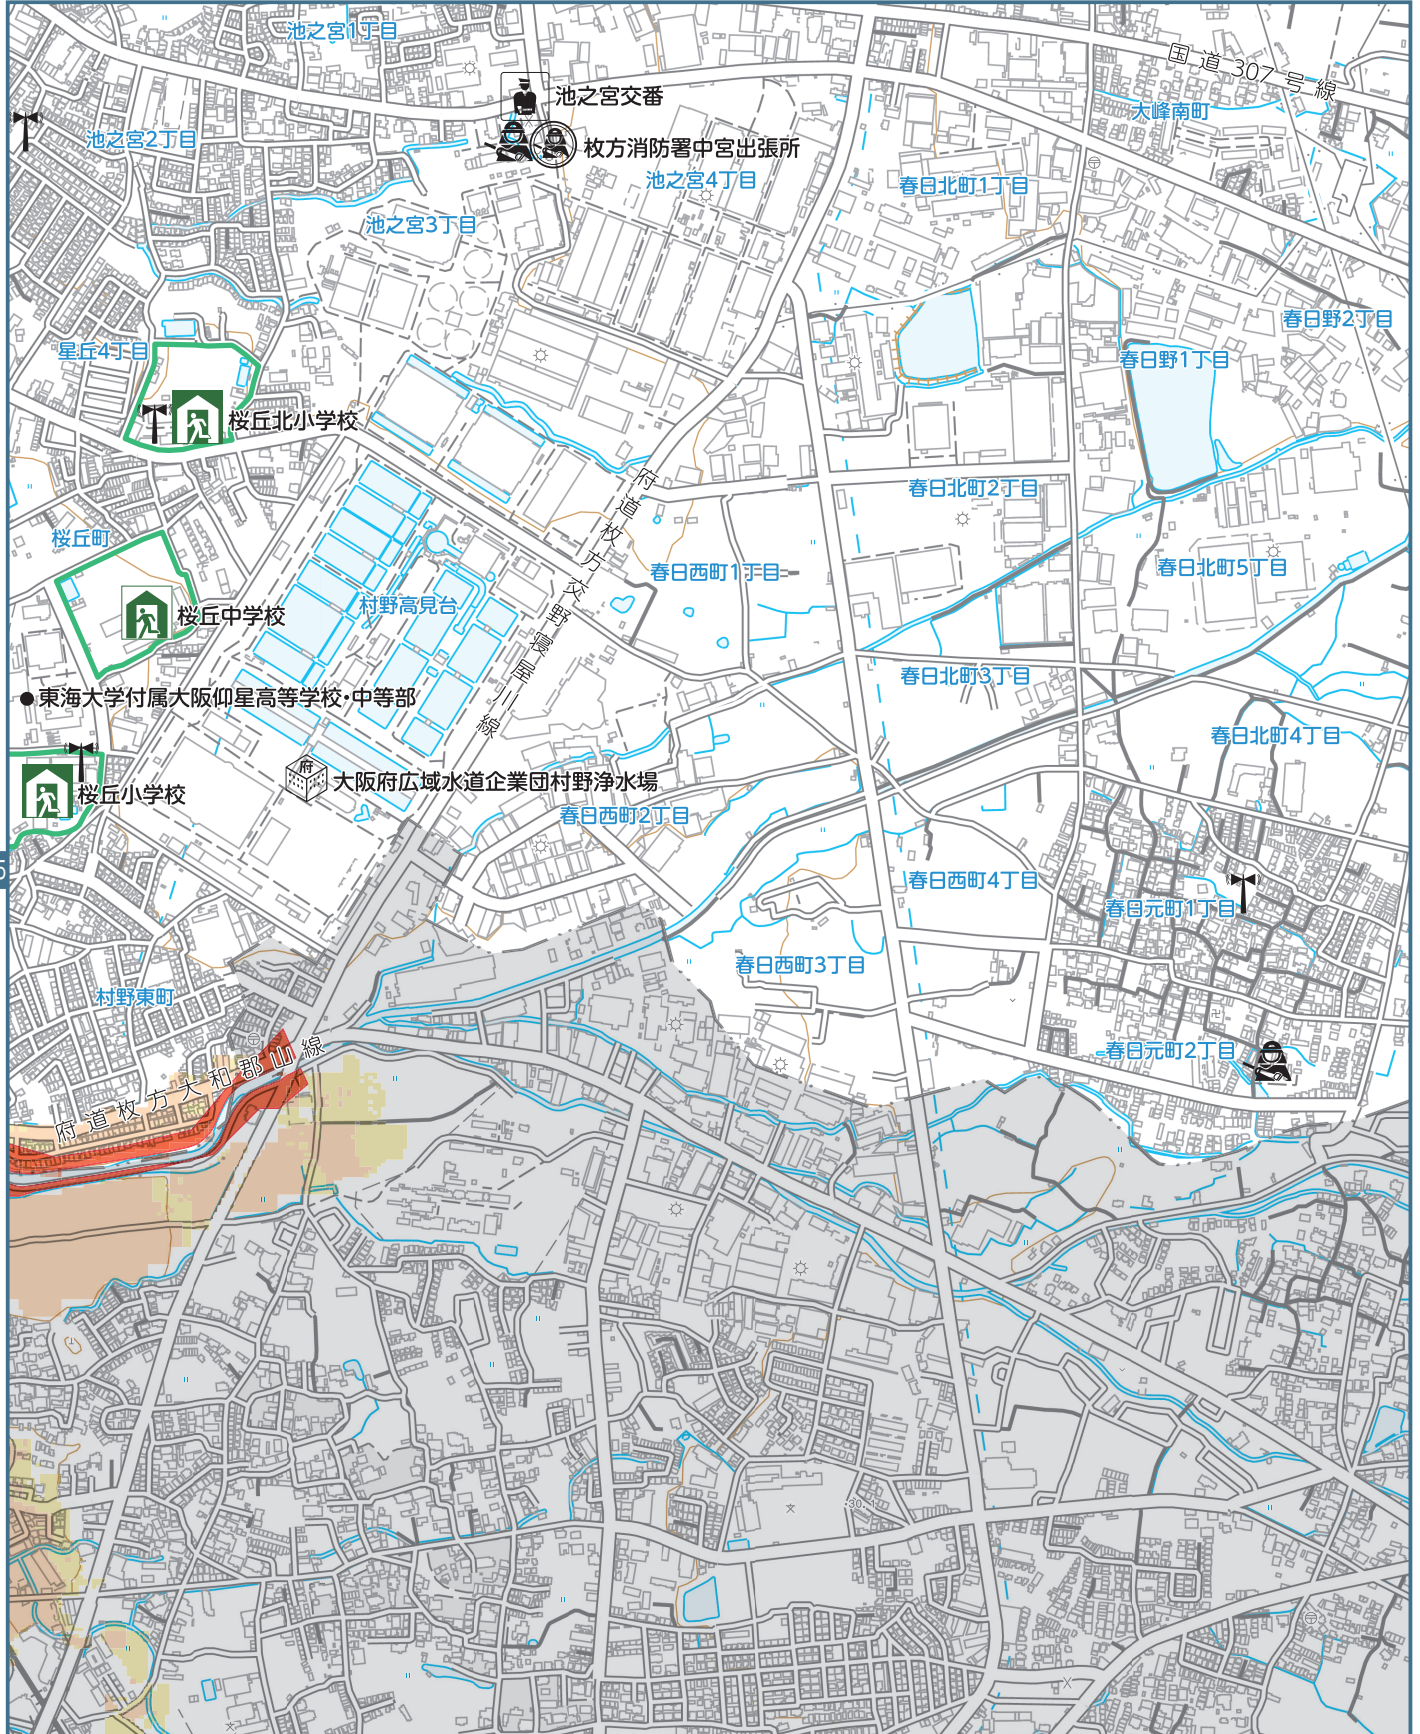 池之宮1丁目
国道307号線
池之宮交番
大峰南町
池之宮2丁目
枚方消防署中宮出張所
池之宮4丁目
春日北町1丁目
池之宮3丁目
春日野2丁目
星丘4丁目
春日野1丁目
桜丘北小学校
府道枚方交野寝屋川線
春日北町2丁目
桜丘町
春日西町1丁目
春日北町5丁目
村野高見台
桜丘中学校
春日北町3丁目
東海大学付属大阪仰星高等学校・中等部
春日北町4丁目
府
大阪府広域水道企業団村野浄水場
桜丘小学校
春日西町2丁目
5
春日西町4丁目
春日元町1丁目
春日西町3丁目
村野東町
府道枚方大和郡山線
春日元町2丁目
30.1